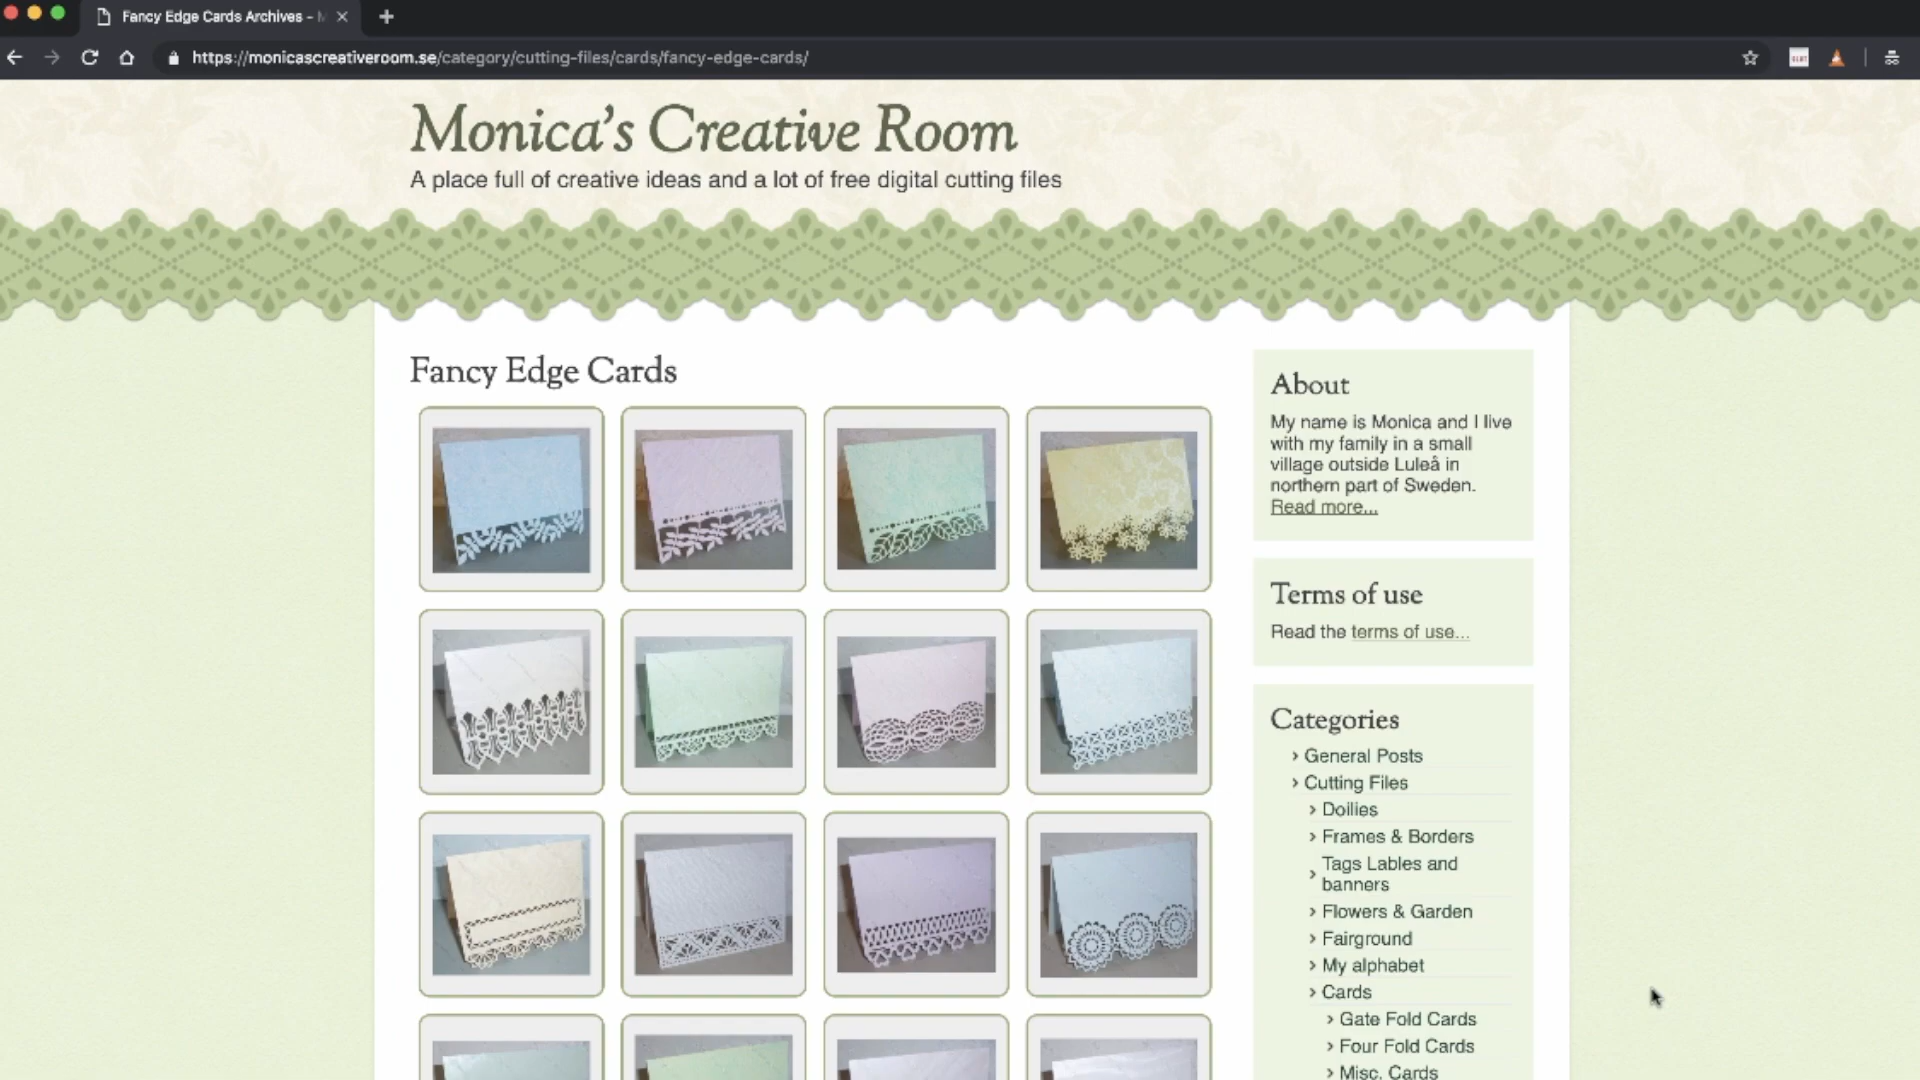 Fancy Edge Cards Archives -
https://monicascreativeroom.se/category/cutting-files/cards/fancy-edge-cards/
Monica's Creative Room
A place full of creative ideas and a lot of free digital cutting files
Fancy Edge Cards
About
My name is Monica and I live
with my family in a small
village outside Luleå in
northern part of Sweden.
Read more...
Terms of use
Read the terms of use...
Categories
General Posts
Cutting Files
Doilies
Frames & Borders
Tags Lables and
banners
Flowers & Garden
Fairground
My alphabet
Cards
Gate Fold Cards
Four Fold Cards
Misc. Cards